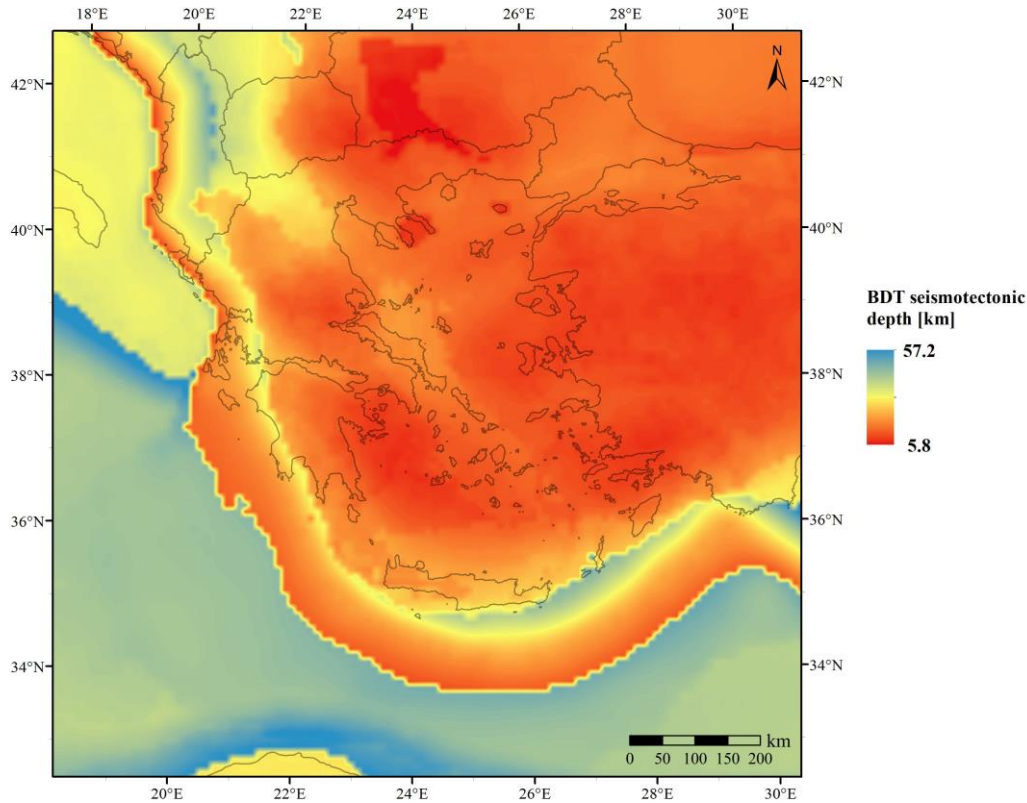 18°E 20°E 22°E 24°E 26°E 28°E 30°E
N
42°N 42°N
40°N 40°N
BDT seismotectonic
depth [km]
57.2
38°N 38°N
5.8
36°N 36°N
34°N 34°N
km
0 50 100 150 200
20°E 22°E 24°E 26°E 28°E 30°E